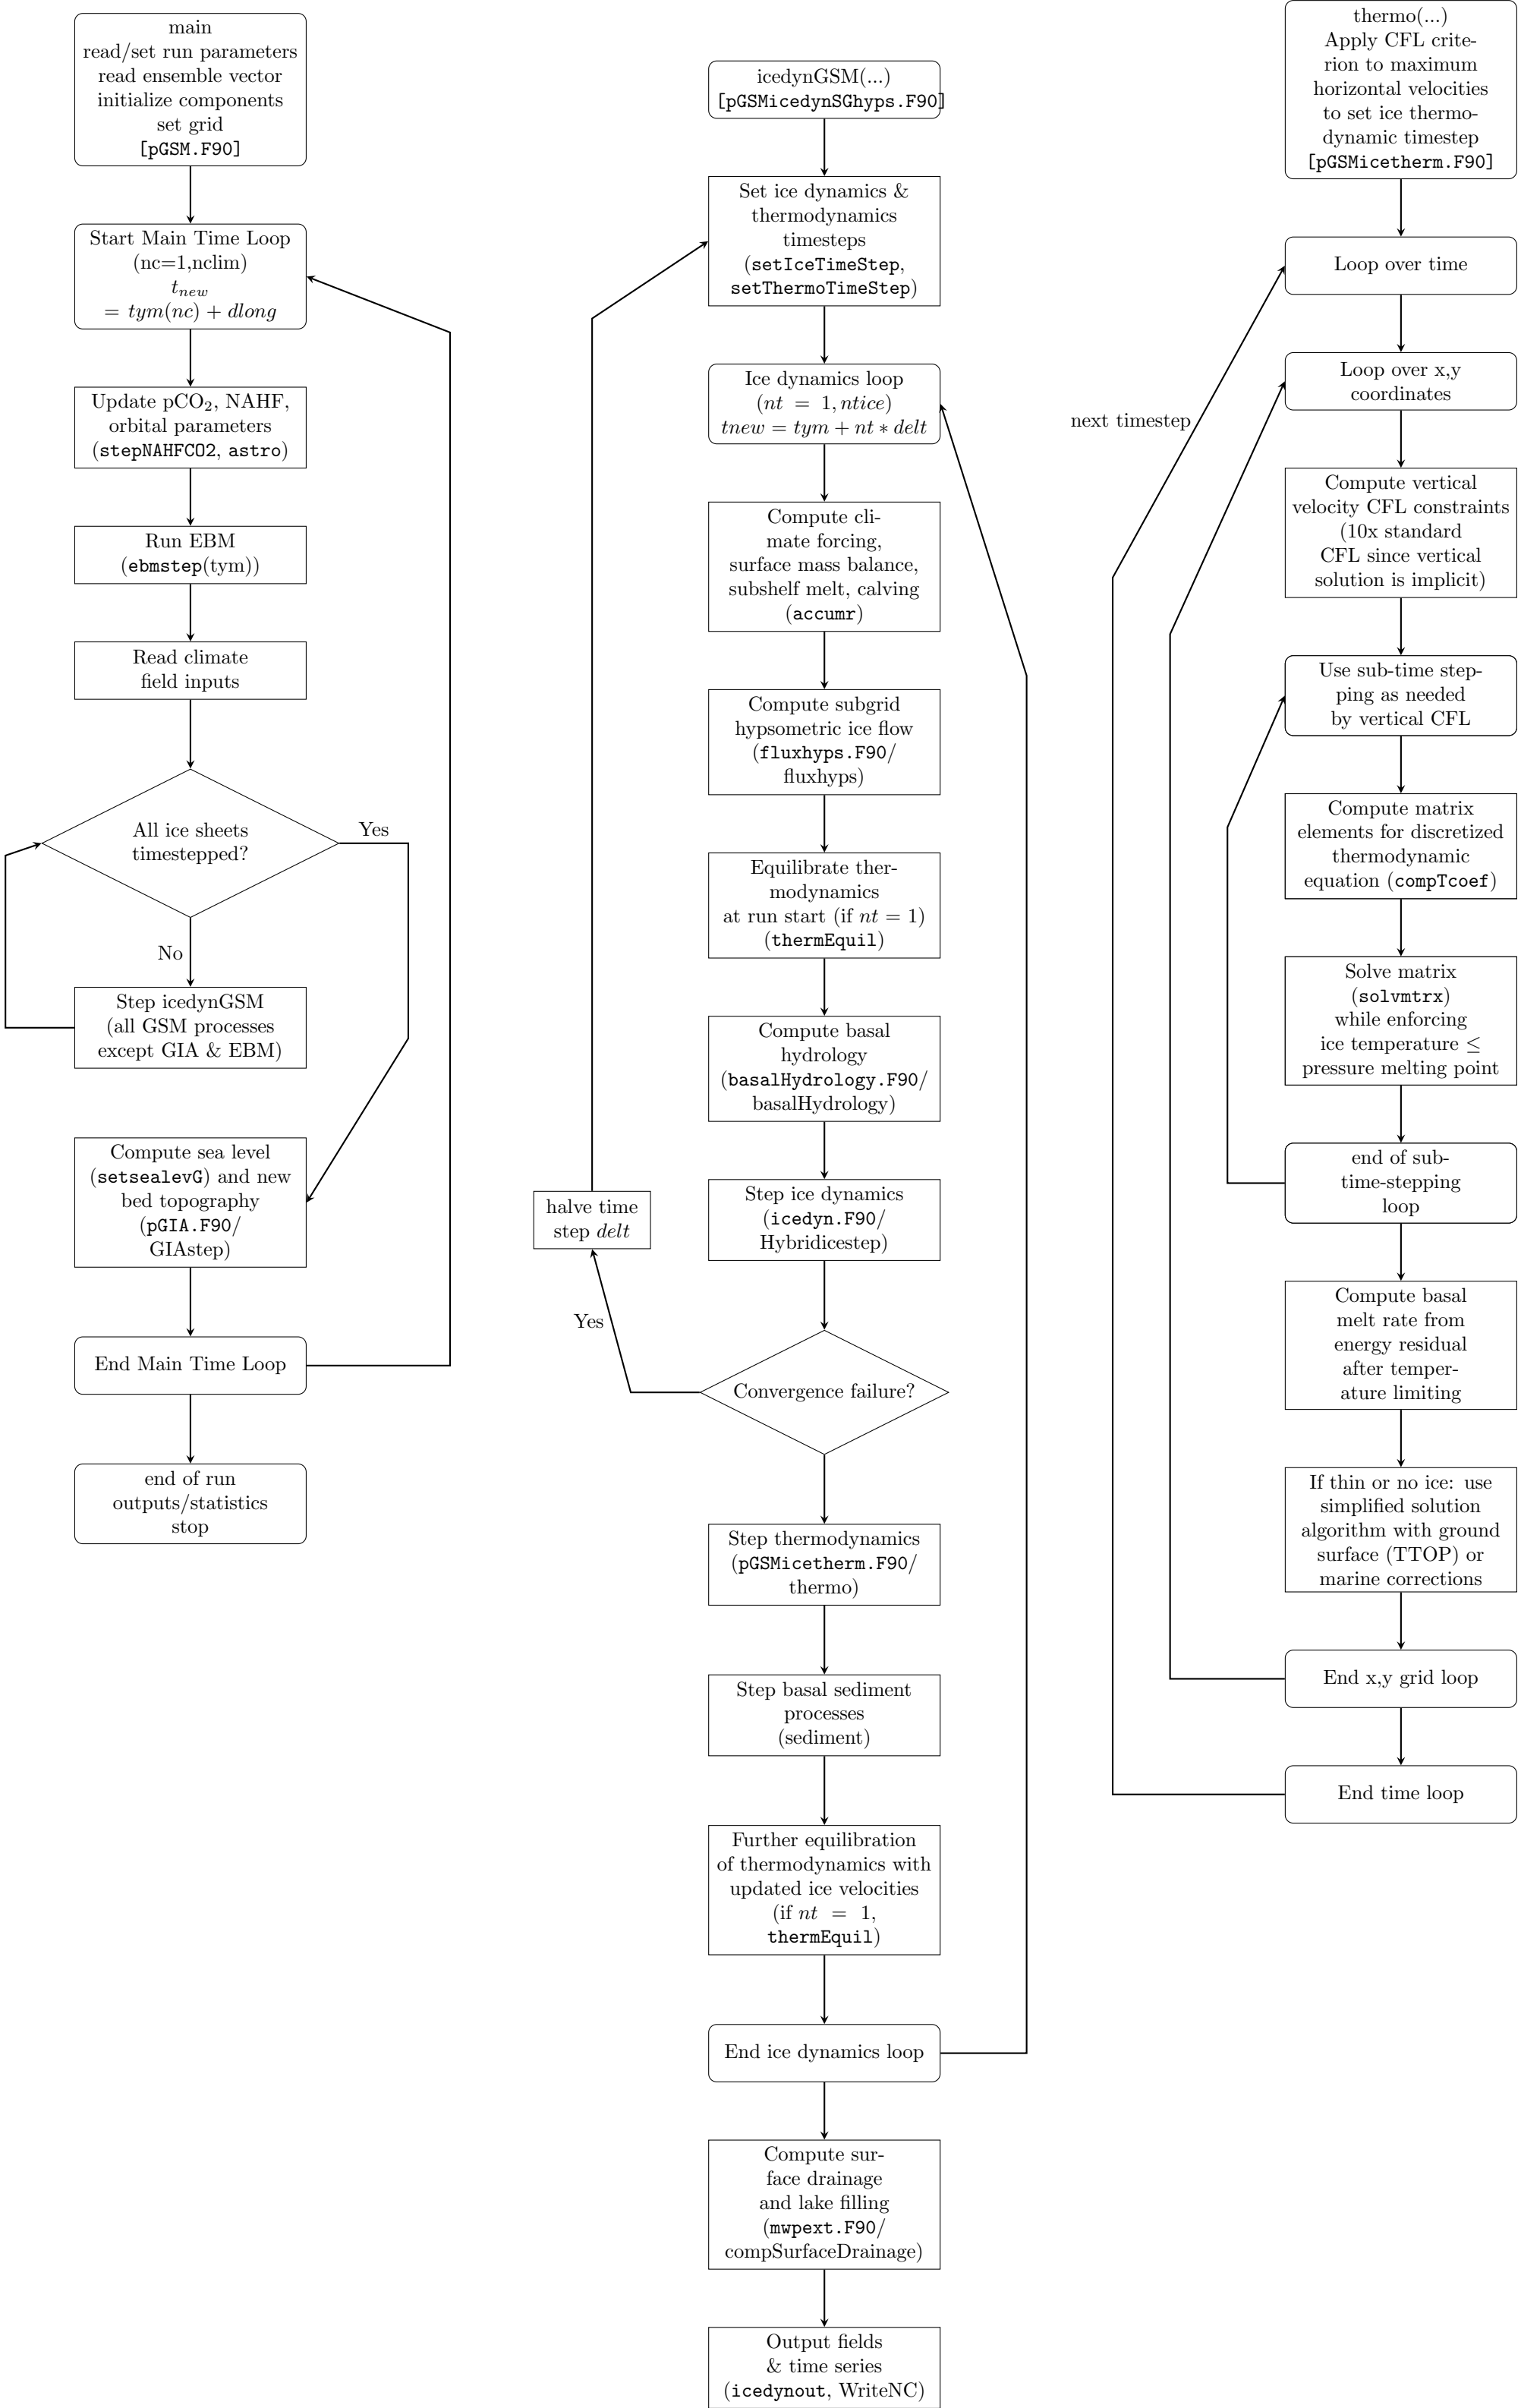 main
read/set run parameters
read ensemble vector
initialize components
set grid
[pGSM.F90]
Start Main Time Loop
(nc=1,nclim)
t_new
= tym(nc) + dlong
Update pCO₂, NAHF,
orbital parameters
(stepNAHFCO2, astro)
Run EBM
(ebmstep(tym))
Read climate
field inputs
All ice sheets
timestepped?
Yes
No
Step icedynGSM
(all GSM processes
except GIA & EBM)
Compute sea level
(setsealevG) and new
bed topography
(pGIA.F90/
GIAstep)
End Main Time Loop
end of run
outputs/statistics
stop
icedynGSM(...)
[pGSMicedynSGhyps.F90]
Set ice dynamics &
thermodynamics
timesteps
(setIceTimeStep,
setThermoTimeStep)
Ice dynamics loop
(nt = 1, ntice)
tnew = tym + nt ∗ delt
Compute cli-
mate forcing,
surface mass balance,
subshelf melt, calving
(accumr)
Compute subgrid
hypsometric ice flow
(fluxhyps.F90/
fluxhyps)
Equilibrate ther-
modynamics
at run start (if nt = 1)
(thermEquil)
Compute basal
hydrology
(basalHydrology.F90/
basalHydrology)
Step ice dynamics
(icedyn.F90/
Hybridicestep)
halve time
step delt
Yes
Convergence failure?
Step thermodynamics
(pGSMicetherm.F90/
thermo)
Step basal sediment
processes
(sediment)
Further equilibration
of thermodynamics with
updated ice velocities
(if nt = 1,
thermEquil)
End ice dynamics loop
Compute sur-
face drainage
and lake filling
(mwpext.F90/
compSurfaceDrainage)
Output fields
& time series
(icedynout, WriteNC)
thermo(...)
Apply CFL crite-
rion to maximum
horizontal velocities
to set ice thermo-
dynamic timestep
[pGSMicetherm.F90]
Loop over time
Loop over x,y
coordinates
next timestep
Compute vertical
velocity CFL constraints
(10x standard
CFL since vertical
solution is implicit)
Use sub-time step-
ping as needed
by vertical CFL
Compute matrix
elements for discretized
thermodynamic
equation (compTcoef)
Solve matrix
(solvmtrx)
while enforcing
ice temperature ≤
pressure melting point
end of sub-
time-stepping
loop
Compute basal
melt rate from
energy residual
after temper-
ature limiting
If thin or no ice: use
simplified solution
algorithm with ground
surface (TTOP) or
marine corrections
End x,y grid loop
End time loop